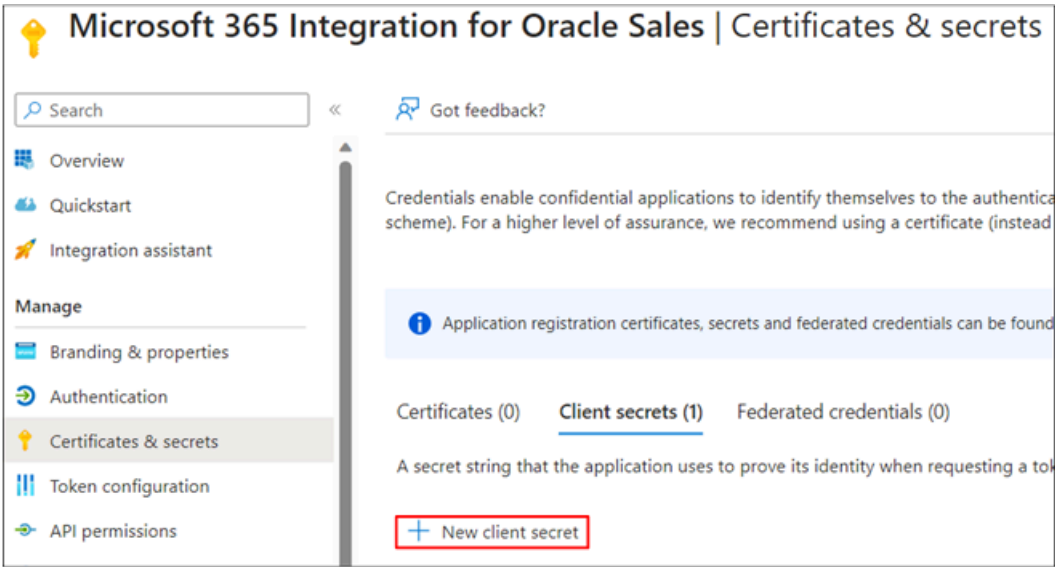 Microsoft 365 Integration for Oracle Sales | Certificates & secrets
Search
Got feedback?
Overview
Quickstart
Integration assistant
Manage
Branding & properties
Authentication
Certificates & secrets
Token configuration
API permissions
Credentials enable confidential applications to identify themselves to the authentica
scheme). For a higher level of assurance, we recommend using a certificate (instead
Application registration certificates, secrets and federated credentials can be found
Certificates (0)
Client secrets (1)
Federated credentials (0)
A secret string that the application uses to prove its identity when requesting a tok
New client secret